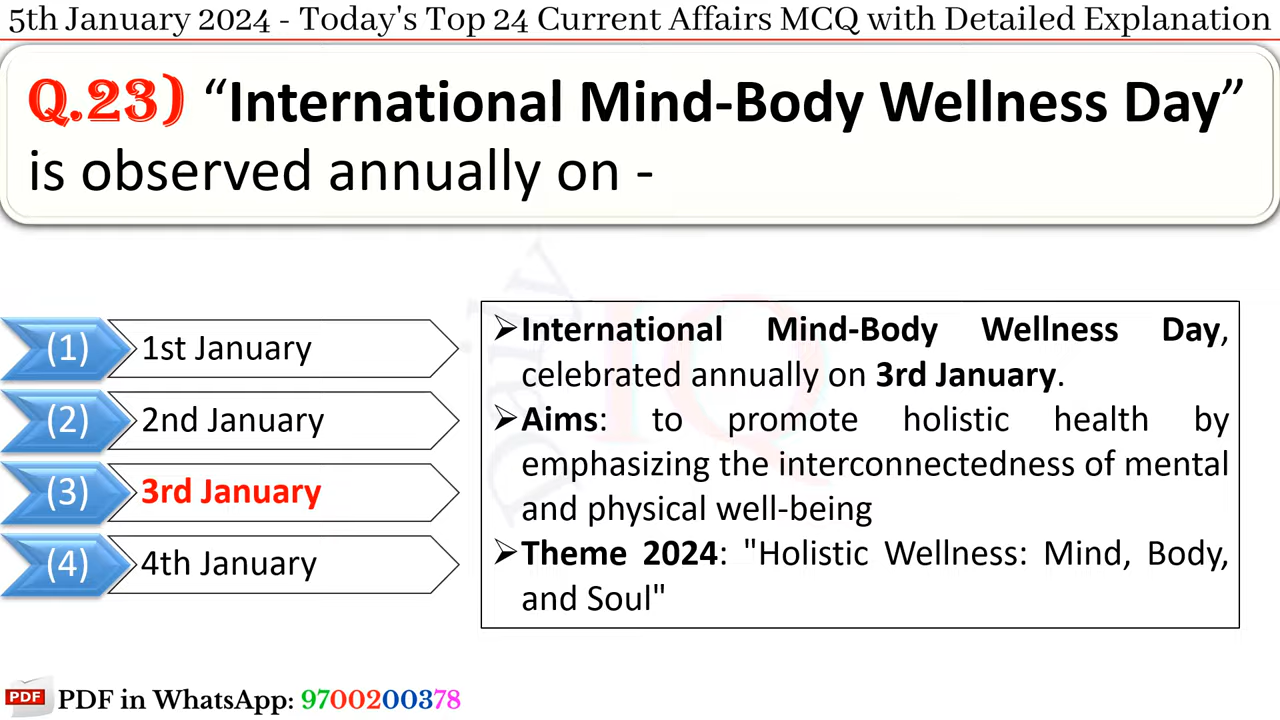 5th January 2024 - Today's Top 24 Current Affairs MCQ with Detailed Explanation
Q.23) “International Mind-Body Wellness Day”
is observed annually on -
(1) 1st January
(2) 2nd January
(3) 3rd January
(4) 4th January
➢International Mind-Body Wellness Day,
celebrated annually on 3rd January.
➢Aims: to promote holistic health by
emphasizing the interconnectedness of mental
and physical well-being
➢Theme 2024: "Holistic Wellness: Mind, Body,
and Soul"
Daily
IQ
PDF PDF in WhatsApp: 9700200378